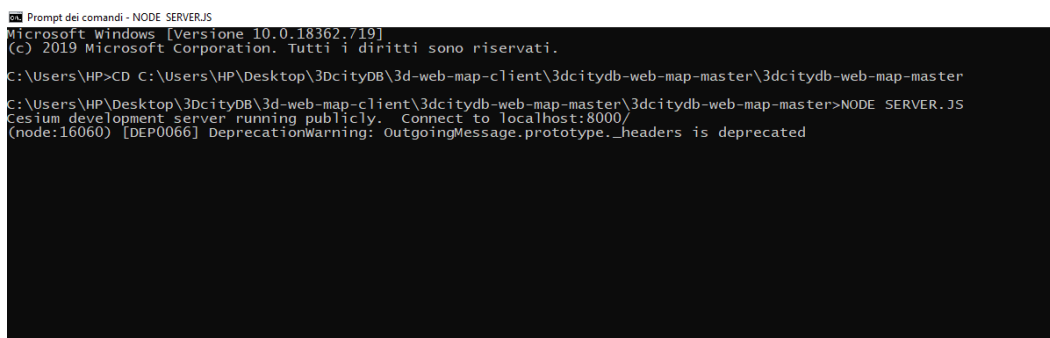 Prompt dei comandi - NODE SERVER.JS
Microsoft Windows [Versione 10.0.18362.719]
(c) 2019 Microsoft Corporation. Tutti i diritti sono riservati.
C:\Users\HP>CD C:\Users\HP\Desktop\3DcityDB\3d-web-map-client\3dcitydb-web-map-master\3dcitydb-web-map-master
C:\Users\HP\Desktop\3DcityDB\3d-web-map-client\3dcitydb-web-map-master\3dcitydb-web-map-master>NODE SERVER.JS
Cesium development server running publicly.  Connect to localhost:8000/
(node:16060) [DEP0066] DeprecationWarning: OutgoingMessage.prototype._headers is deprecated